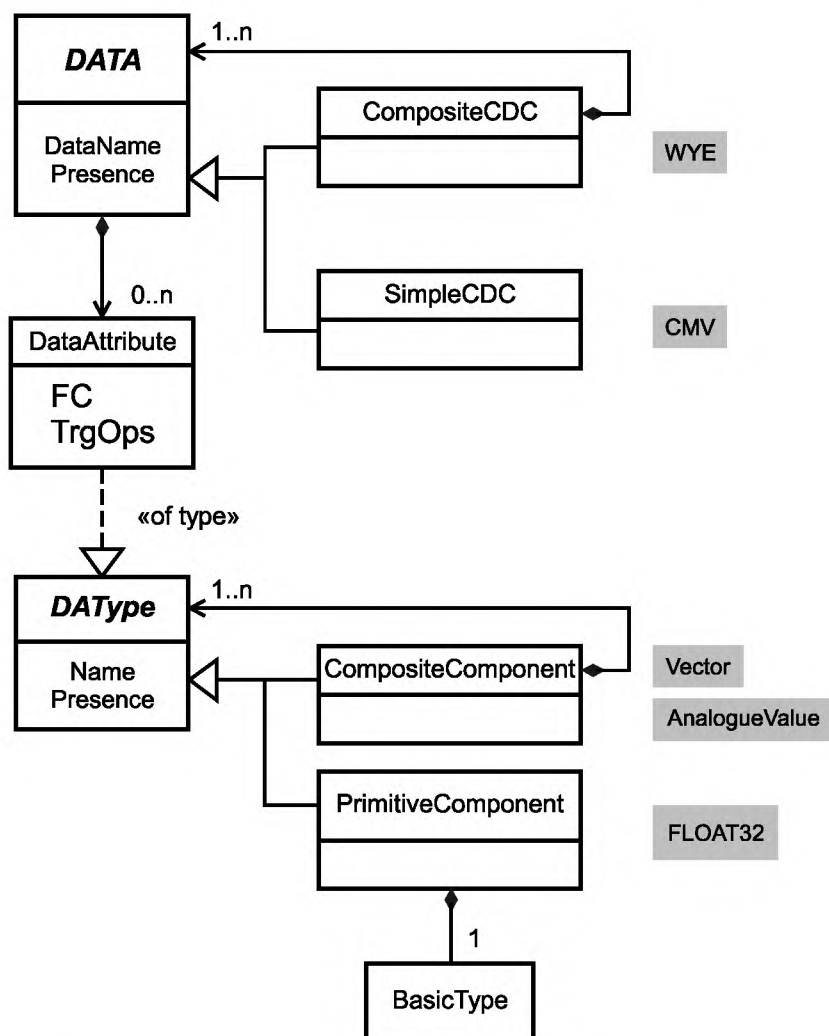 1..n
DATA
CompositeCDC
DataName
Presence
WYE
0..n
SimpleCDC
CMV
DataAttribute
FC
TrgOps
«of type»
1..n
DAType
Name
Presence
CompositeComponent
Vector
AnalogueValue
PrimitiveComponent
FLOAT32
1
BasicType